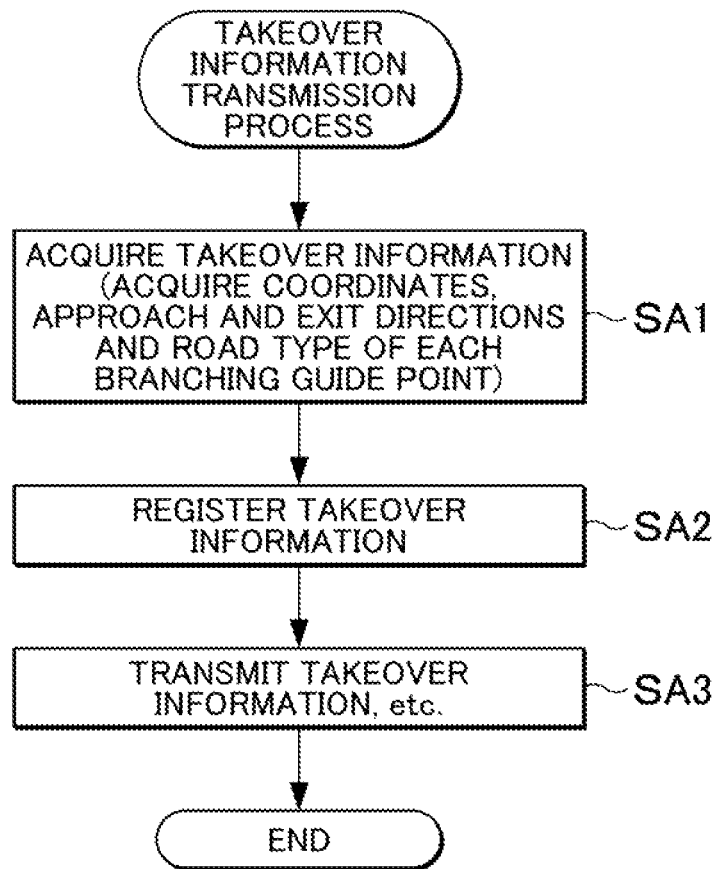 TAKEOVER
INFORMATION
TRANSMISSION
PROCESS
ACQUIRE TAKEOVER INFORMATION
(ACQUIRE COORDINATES,
APPROACH AND EXIT DIRECTIONS
AND ROAD TYPE OF EACH
BRANCHING GUIDE POINT)
SA1
REGISTER TAKEOVER
INFORMATION
SA2
TRANSMIT TAKEOVER
INFORMATION, etc.
SA3
END